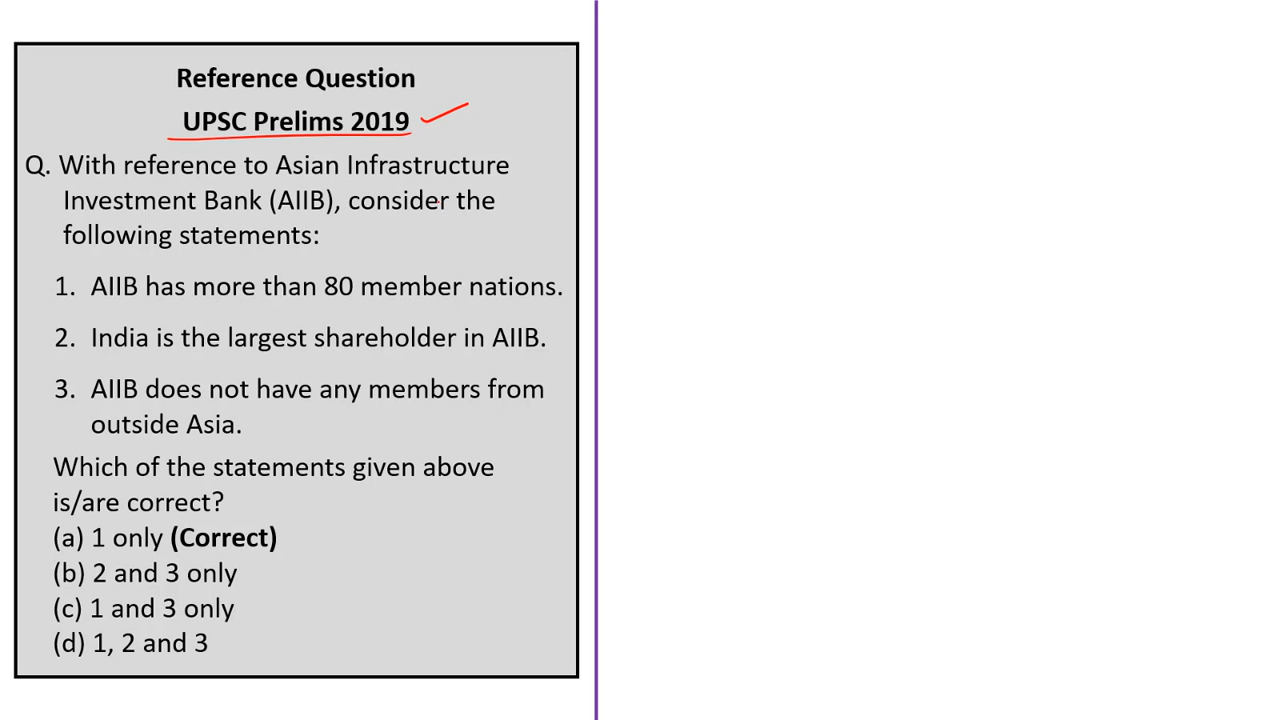 Reference Question
UPSC Prelims 2019
Q. With reference to Asian Infrastructure
Investment Bank (AIIB), consider the
following statements:
1. AIIB has more than 80 member nations.
2. India is the largest shareholder in AIIB.
3. AIIB does not have any members from
outside Asia.
Which of the statements given above
is/are correct?
(a) 1 only (Correct)
(b) 2 and 3 only
(c) 1 and 3 only
(d) 1, 2 and 3